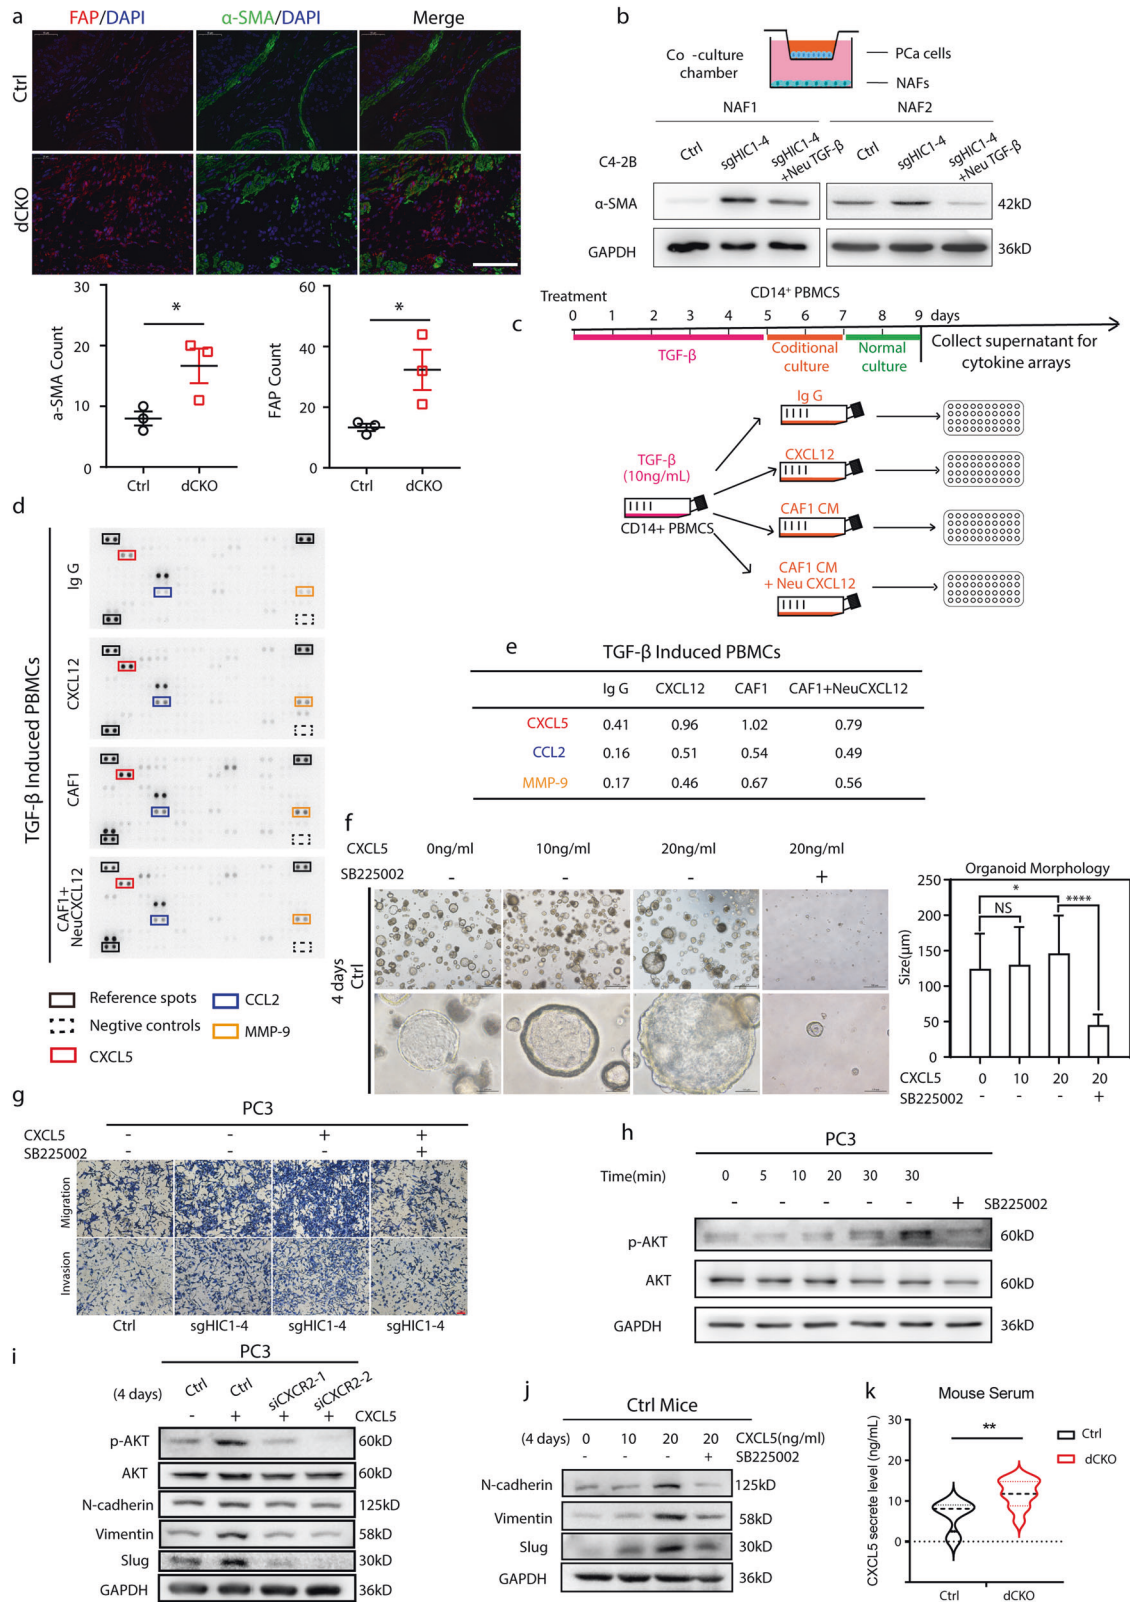 a
FAP/DAPI
α-SMA/DAPI
Merge
Ctrl
dCKO
a-SMA Count
30
20
10
0
*
Ctrl
dCKO
FAP Count
60
40
20
0
*
Ctrl
dCKO
b
Co -culture
chamber
PCa cells
NAFs
NAF1
NAF2
C4-2B
Ctrl
sgHIC1-4
sgHIC1-4
+Neu TGF-β
Ctrl
sgHIC1-4
sgHIC1-4
+Neu TGF-β
α-SMA
42kD
GAPDH
36kD
c
Treatment
CD14+ PBMCS
0 1 2 3 4 5 6 7 8 9 days
TGF-β
Coditional
culture
Normal
culture
Collect supernatant for
cytokine arrays
Ig G
TGF-β
(10ng/mL)
CXCL12
CD14+ PBMCS
CAF1 CM
CAF1 CM
+ Neu CXCL12
d
TGF-β Induced PBMCs
Ig G
CXCL12
CAF1
CAF1+
NeuCXCL12
Reference spots
CCL2
Negtive controls
MMP-9
CXCL5
e
TGF-β Induced PBMCs
Ig G CXCL12 CAF1 CAF1+NeuCXCL12
CXCL5 0.41 0.96 1.02 0.79
CCL2 0.16 0.51 0.54 0.49
MMP-9 0.17 0.46 0.67 0.56
f
CXCL5 0ng/ml 10ng/ml 20ng/ml 20ng/ml
SB225002 - - - +
4 days
Ctrl
Organoid Morphology
Size(μm)
250
200
150
100
50
0
NS
*
****
CXCL5 0 10 20 20
SB225002 - - - +
g
PC3
CXCL5 - - + +
SB225002 - - - +
Migration
Invasion
Ctrl sgHIC1-4 sgHIC1-4 sgHIC1-4
h
PC3
Time(min) 0 5 10 20 30 30
- - - - - + SB225002
p-AKT
60kD
AKT
60kD
GAPDH
36kD
i
PC3
(4 days) Ctrl Ctrl siCXCR2-1 siCXCR2-2
- + + + CXCL5
p-AKT 60kD
AKT 60kD
N-cadherin 125kD
Vimentin 58kD
Slug 30kD
GAPDH 36kD
j
Ctrl Mice
(4 days) 0 10 20 20 CXCL5(ng/ml)
- - - + SB225002
N-cadherin 125kD
Vimentin 58kD
Slug 30kD
GAPDH 36kD
k
Mouse Serum
CXCL5 secrete level (ng/mL)
30
20
10
0
**
Ctrl
dCKO
Ctrl
dCKO